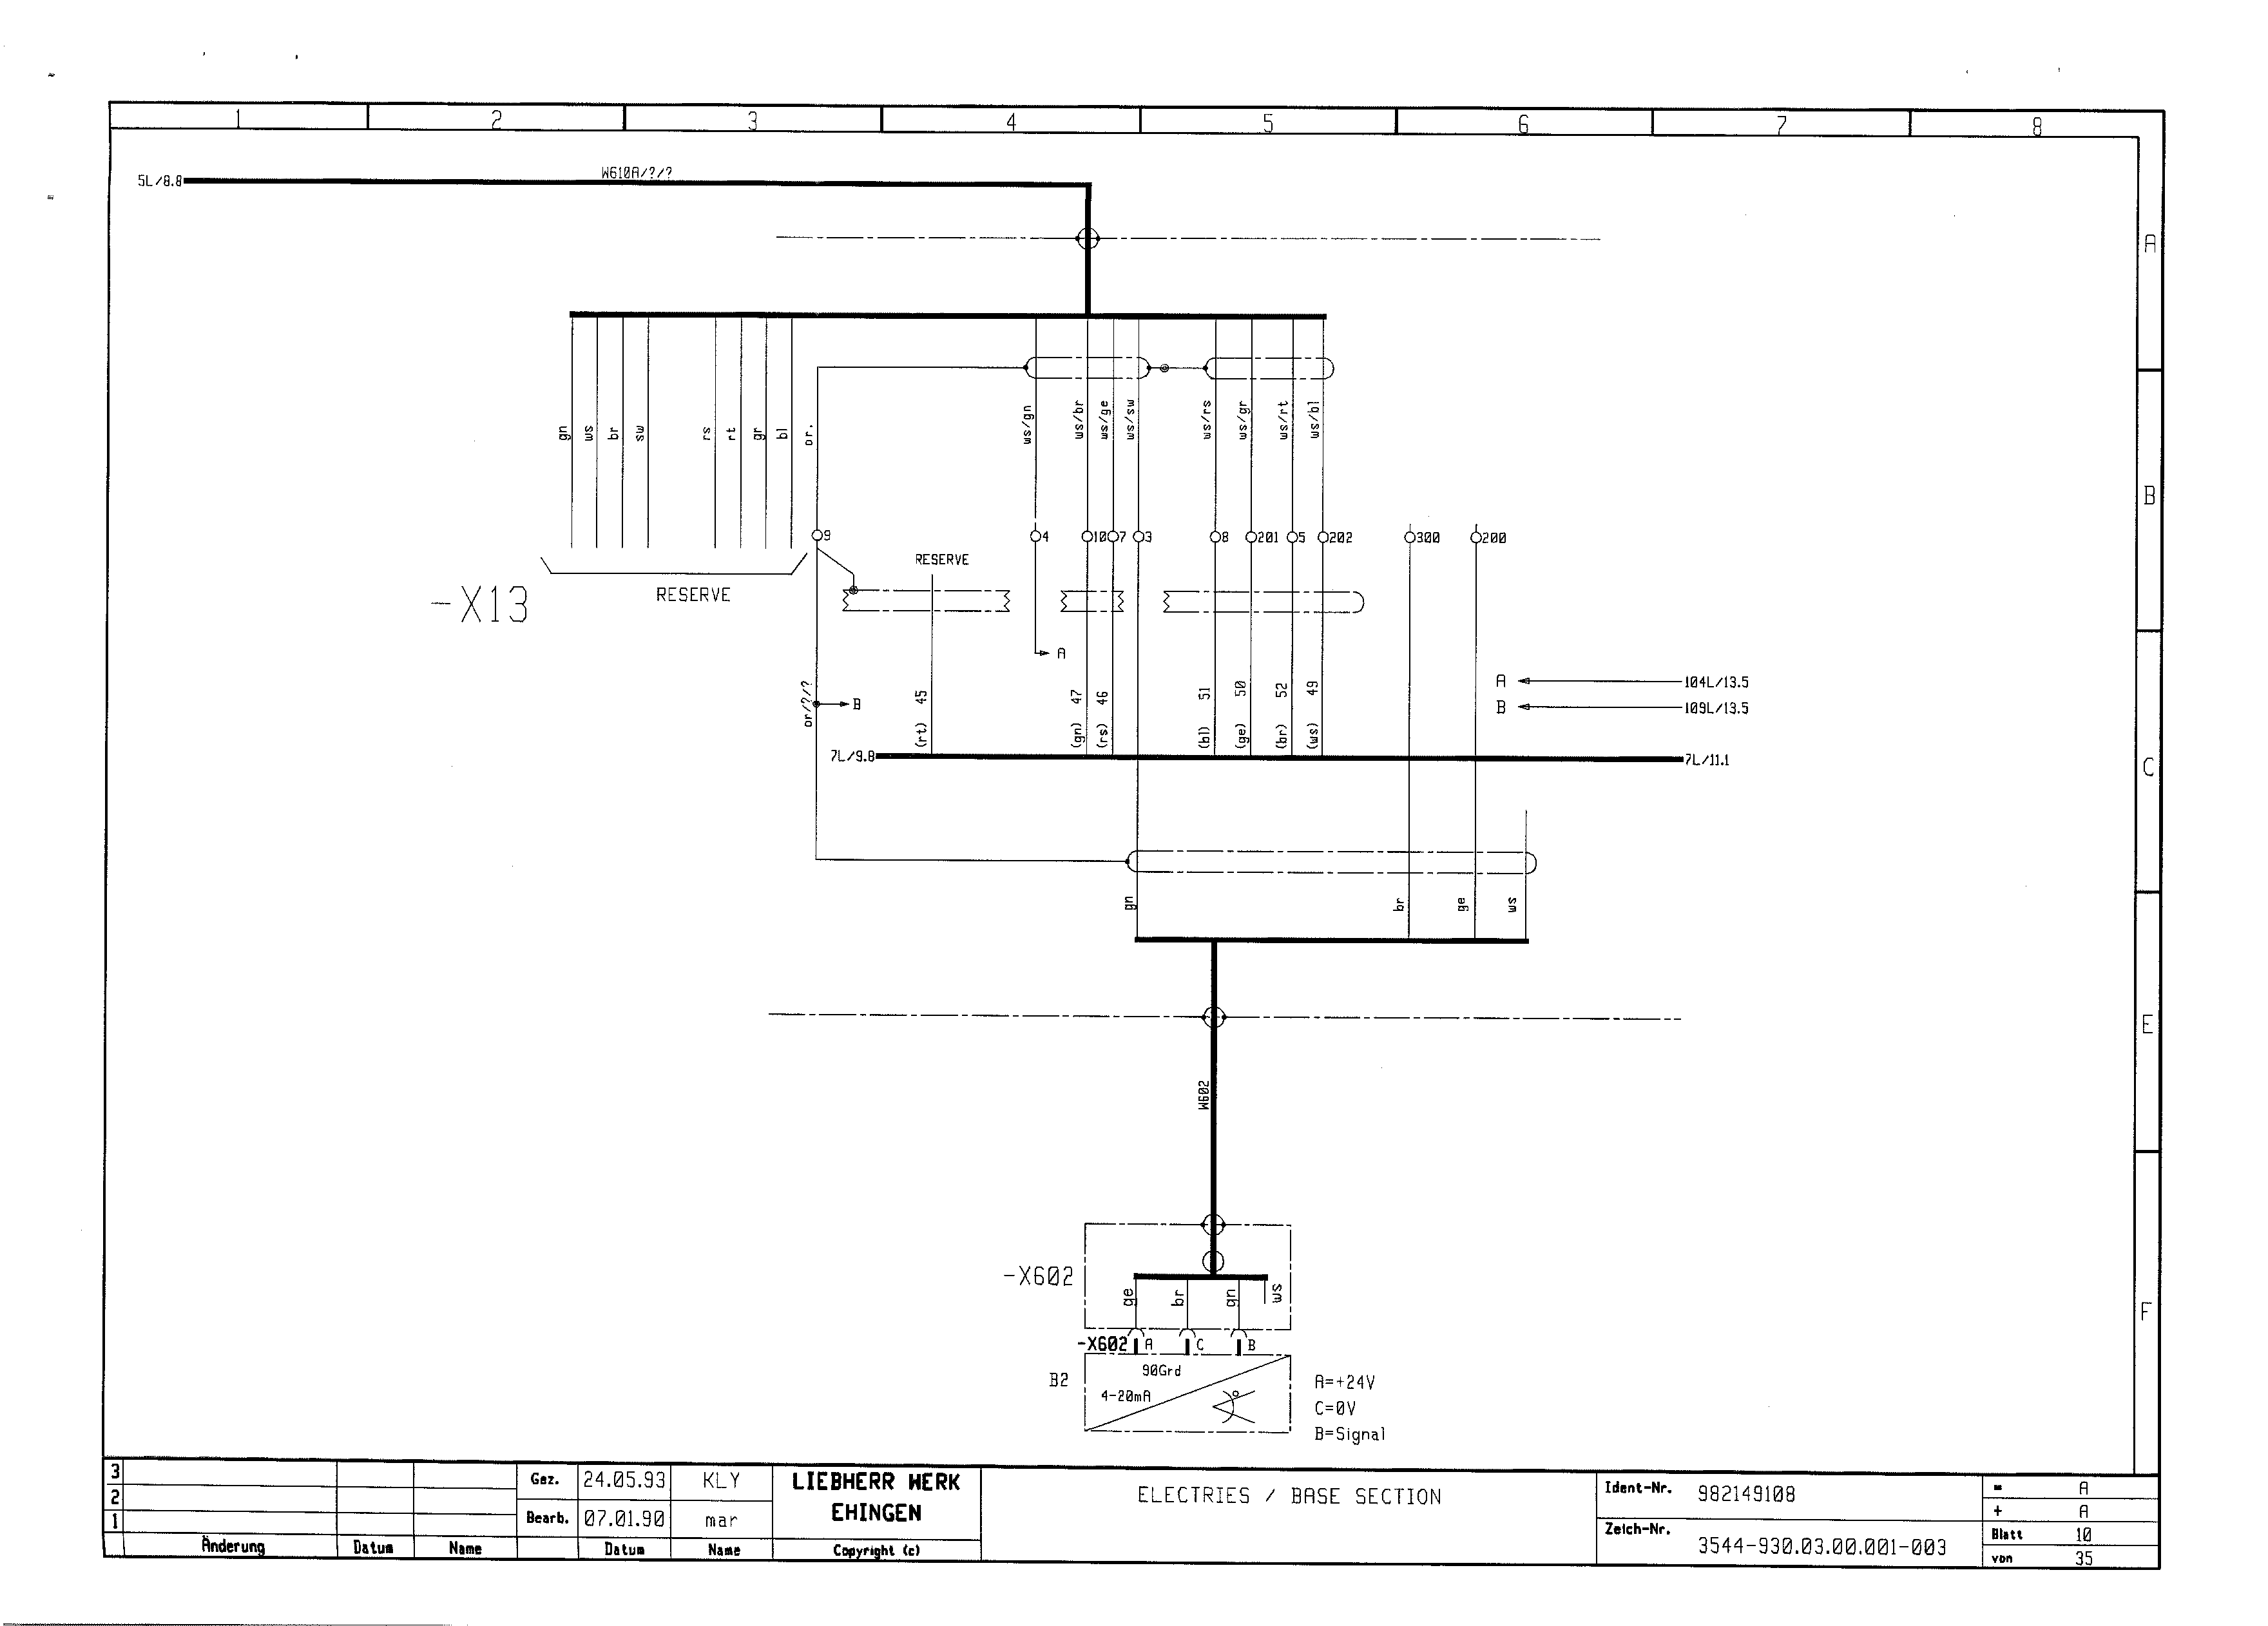 1 2 3 4 5 6 7 8
5L/8.8 W610A/?/?
A
gn ws br sw rs rt gr bl or. ws/gn ws/br ws/ge ws/sw ws/rs ws/gr ws/rt ws/bl
B
9 4 10 7 3 8 201 5 202 300 200
RESERVE
-X13 RESERVE
A
A 104L/13.5
B 109L/13.5
or/?/? B
(rt) 45 (gn) 47 (rs) 46 (bl) 51 (ge) 50 (br) 52 (ws) 49
7L/9.8 7L/11.1
C
gn br ge ws
E
W602
-X602
ge br gn ws
F
-X602 A C B
B2 90Grd
4-20mA
A=+24V
C=0V
B=Signal
3
2
1
Änderung Datum Name
Gez. 24.05.93 KLY
Bearb. 07.01.90 mar
Datum Name
LIEBHERR WERK
EHINGEN
Copyright (c)
ELECTRIES / BASE SECTION
Ident-Nr. 982149108
Zeich-Nr. 3544-930.03.00.001-003
= A
+ A
Blatt 10
von 35